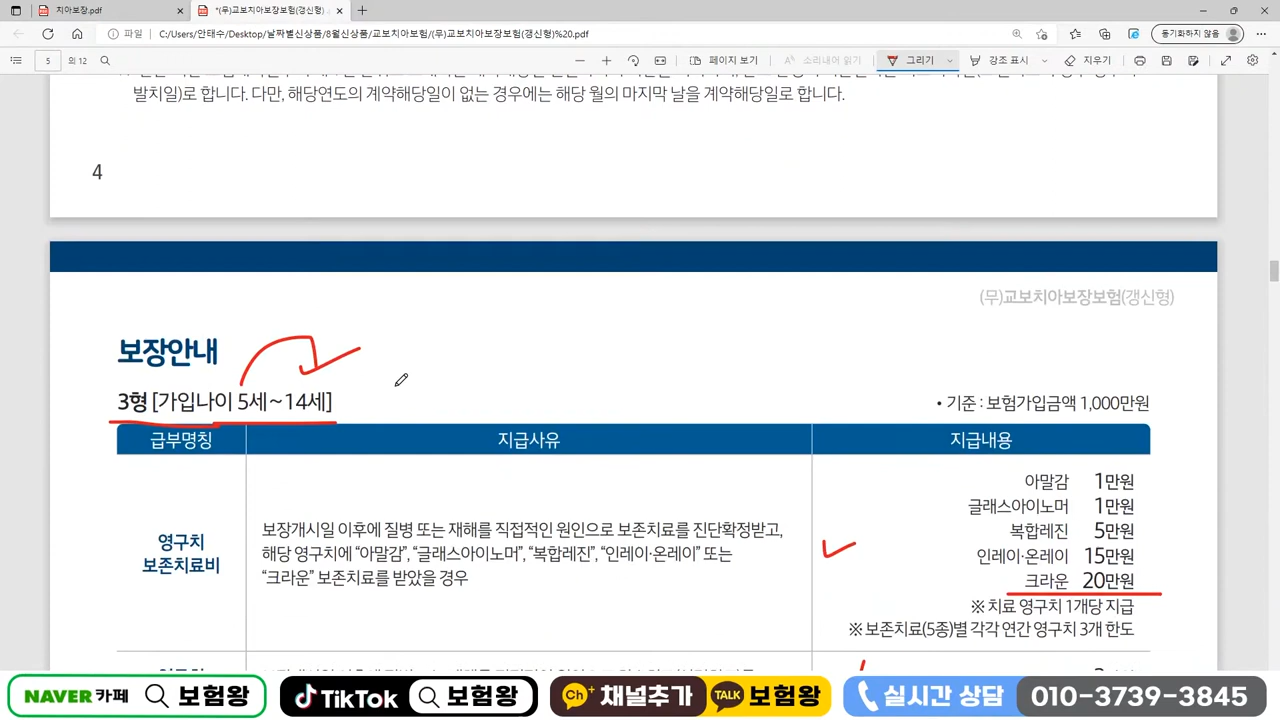 치아보장.pdf
*(무)교보치아보장보험(갱신형)
파일 C:/Users/안태수/Desktop/날짜별신상품/8월신상품/교보치아보험/(무)교보치아보장보험(갱신형)%20.pdf
동기화하지 않음
5 의 12
페이지 보기
소리내어 읽기
그리기
강조 표시
지우기
발치일)로 합니다. 다만, 해당연도의 계약해당일이 없는 경우에는 해당 월의 마지막 날을 계약해당일로 합니다.
4
(무)교보치아보장보험(갱신형)
보장안내
3형 [가입나이 5세~14세]
• 기준 : 보험가입금액 1,000만원
급부명칭 지급사유 지급내용
영구치
보존치료비
보장개시일 이후에 질병 또는 재해를 직접적인 원인으로 보존치료를 진단확정받고,
해당 영구치에 “아말감”, “글래스아이노머”, “복합레진”, “인레이·온레이” 또는
“크라운” 보존치료를 받았을 경우
아말감 1만원
글래스아이노머 1만원
복합레진 5만원
인레이·온레이 15만원
크라운 20만원
※ 치료 영구치 1개당 지급
※ 보존치료(5종)별 각각 연간 영구치 3개 한도
NAVER 카페 보험왕
TikTok 보험왕
Ch+ 채널추가 TALK 보험왕
실시간 상담 010-3739-3845